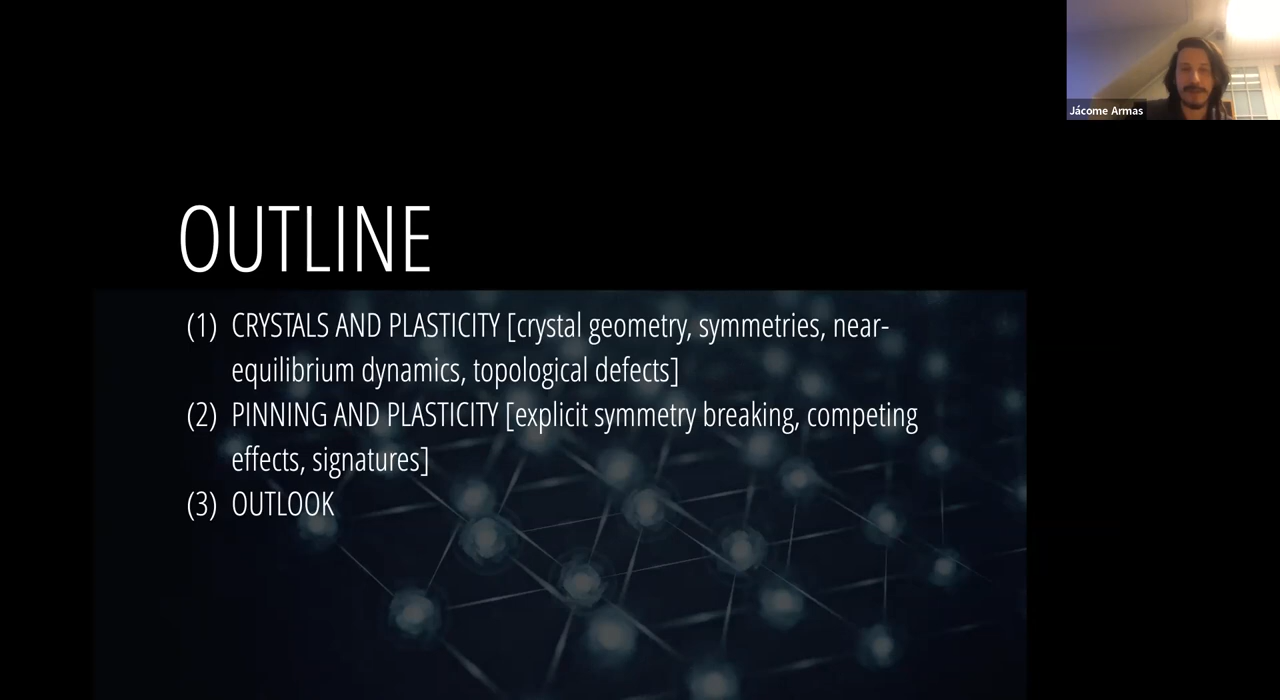 Jácome Armas
OUTLINE
(1) CRYSTALS AND PLASTICITY [crystal geometry, symmetries, near-
equilibrium dynamics, topological defects]
(2) PINNING AND PLASTICITY [explicit symmetry breaking, competing
effects, signatures]
(3) OUTLOOK